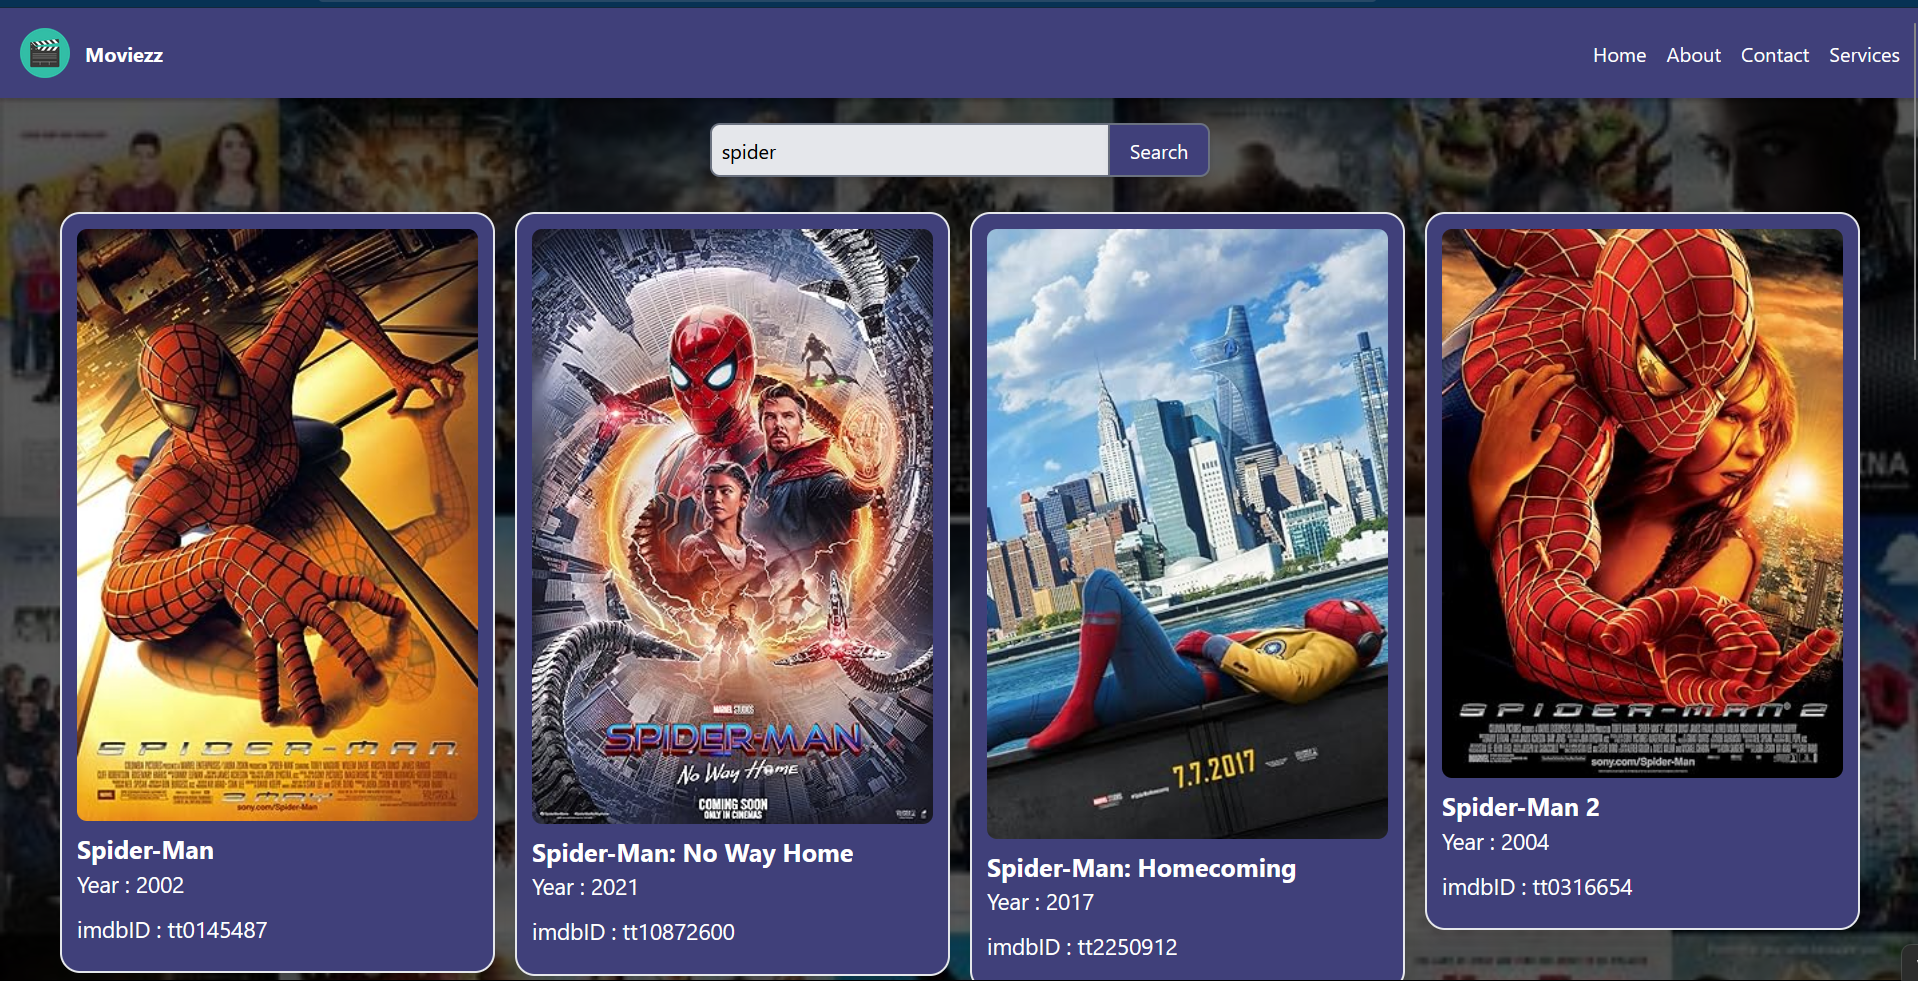 Moviezz
Home About Contact Services
spider
Search
SPIDER-MAN
sony.com/Spider-Man
MARVEL STUDIOS
SPIDER-MAN
No Way Home
COMING SOON
ONLY IN CINEMAS
7.7.2017
SPIDER-MAN 2
sony.com/Spider-Man
Spider-Man
Year : 2002
imdbID : tt0145487
Spider-Man: No Way Home
Year : 2021
imdbID : tt10872600
Spider-Man: Homecoming
Year : 2017
imdbID : tt2250912
Spider-Man 2
Year : 2004
imdbID : tt0316654